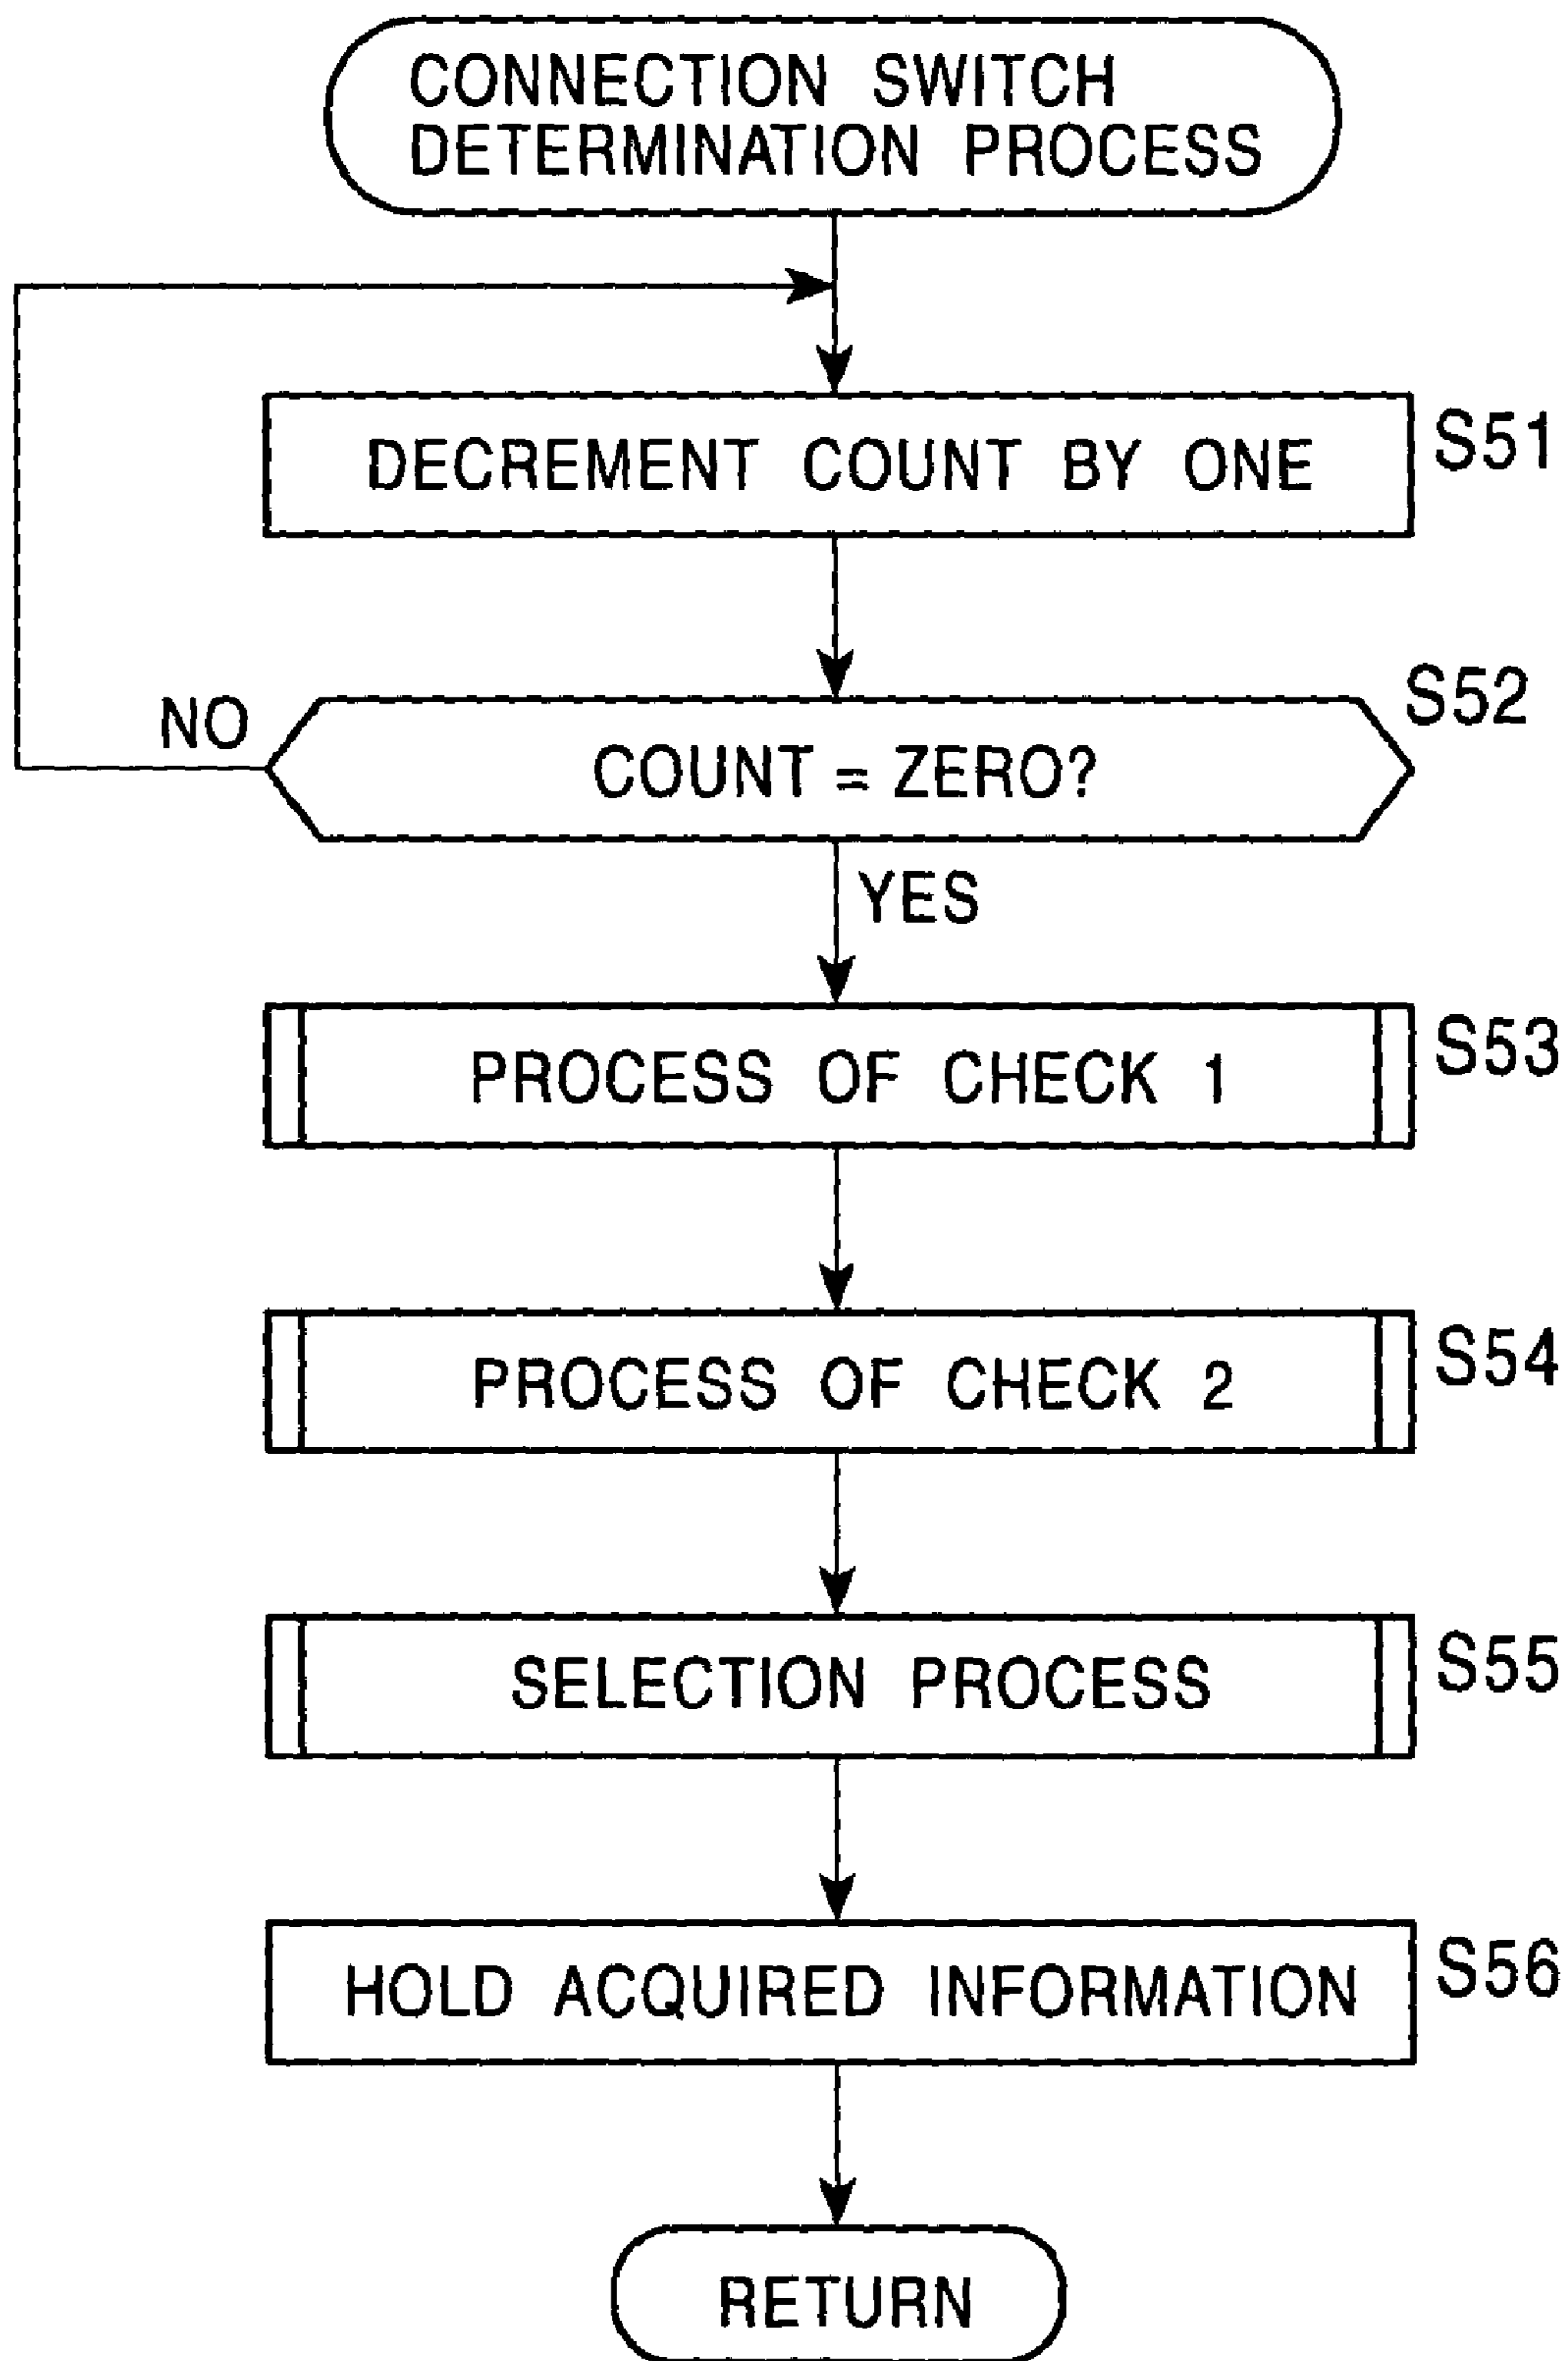 CONNECTION SWITCH
DETERMINATION PROCESS
DECREMENT COUNT BY ONE
S51
S52
NO
COUNT = ZERO?
YES
PROCESS OF CHECK 1
S53
PROCESS OF CHECK 2
S54
SELECTION PROCESS
S55
HOLD ACQUIRED INFORMATION
S56
RETURN